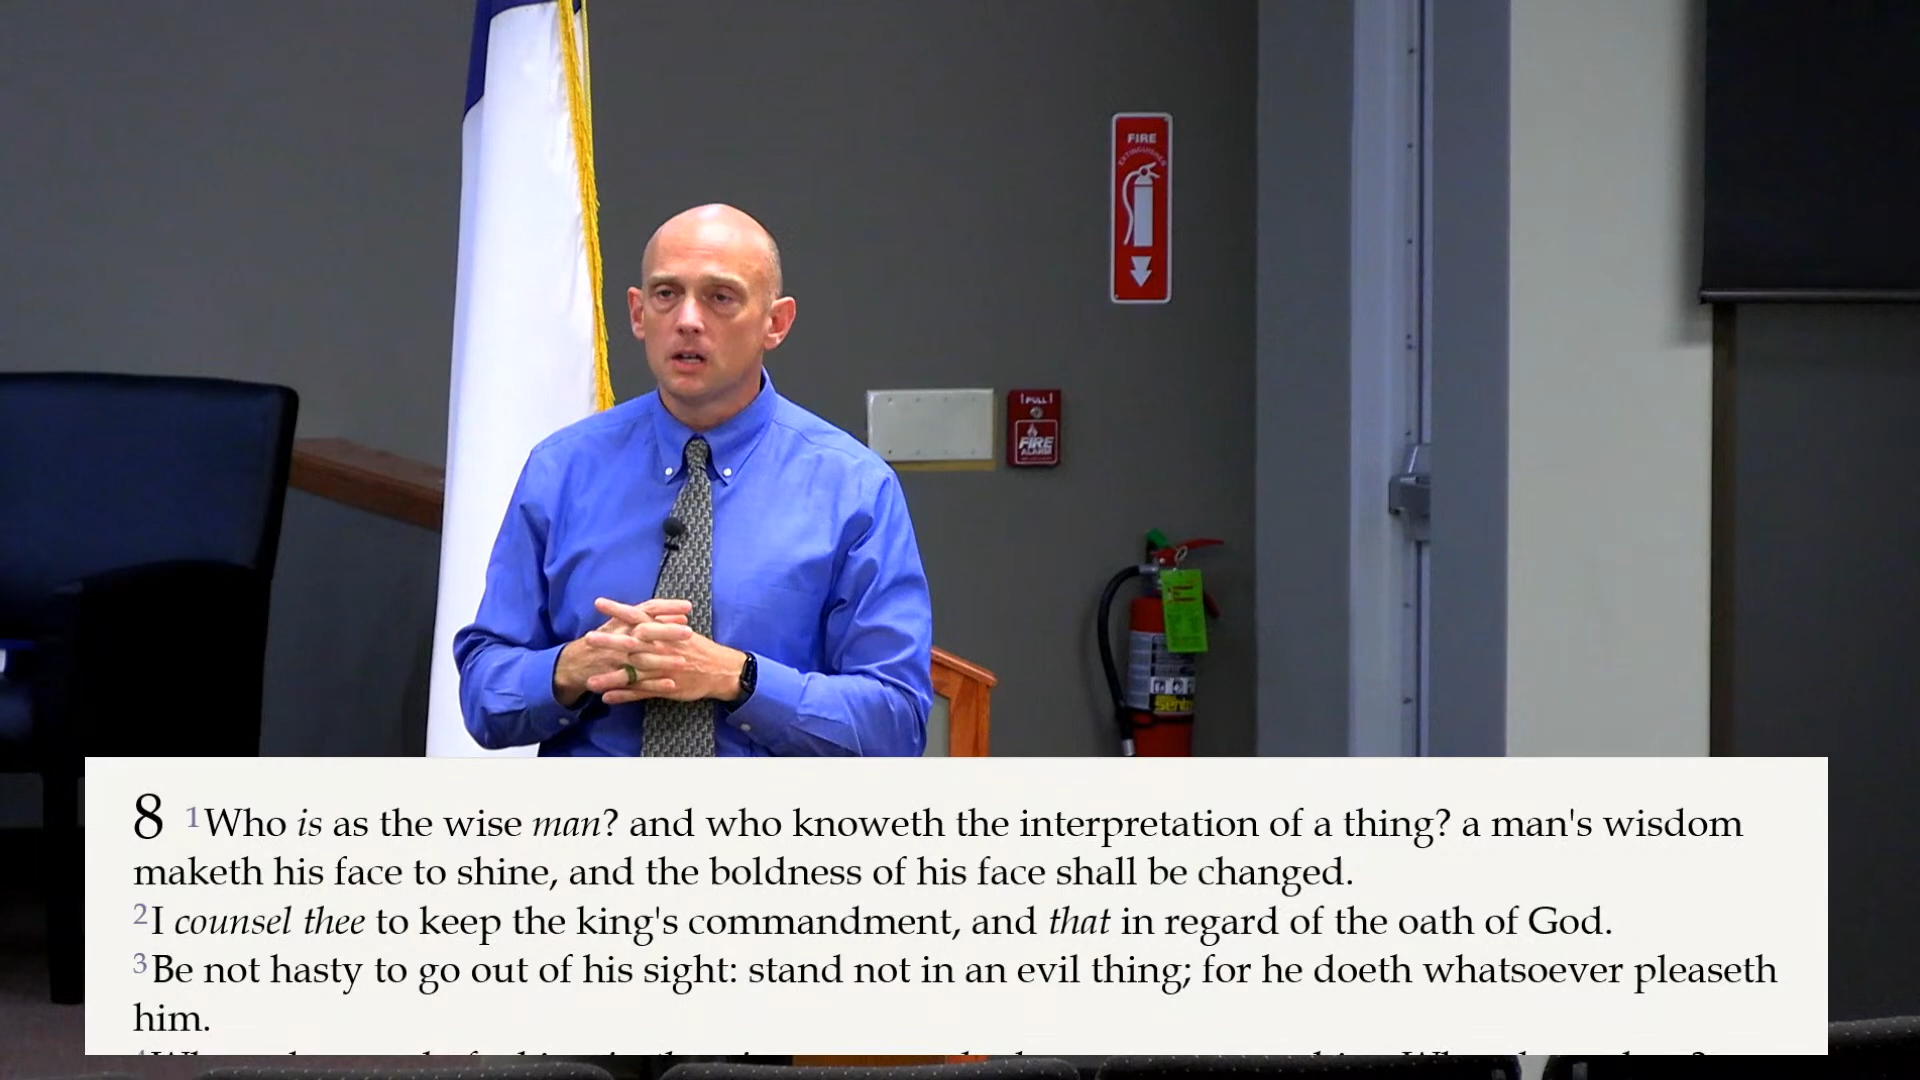 FIRE
EXTINGUISHER
PULL
FIRE
ALARM
Sentry
8 1Who is as the wise man? and who knoweth the interpretation of a thing? a man's wisdom
maketh his face to shine, and the boldness of his face shall be changed.
2I counsel thee to keep the king's commandment, and that in regard of the oath of God.
3Be not hasty to go out of his sight: stand not in an evil thing; for he doeth whatsoever pleaseth
him.